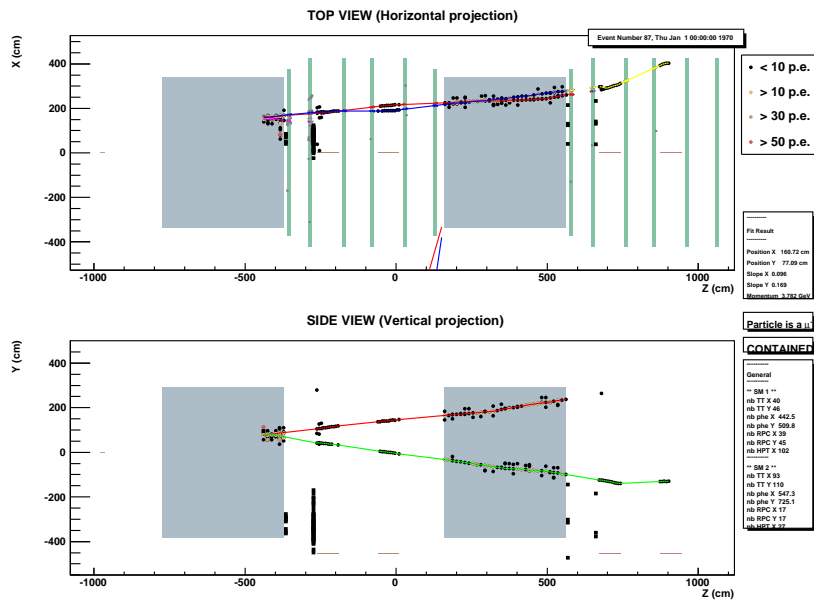 TOP VIEW (Horizontal projection)
Event Number 87, Thu Jan 1 00:00:00 1970
X (cm)
400
200
0
-200
-400
-1000
-500
0
500
1000
Z (cm)
< 10 p.e.
> 10 p.e.
> 30 p.e.
> 50 p.e.
----------
Fit Result
----------
Position X 160.72 cm
Position Y 77.09 cm
Slope X 0.096
Slope Y 0.169
Momentum 3.782 GeV
SIDE VIEW (Vertical projection)
Particle is a μ
CONTAINED
Y (cm)
400
200
0
-200
-400
-1000
-500
0
500
1000
Z (cm)
----------
General
----------
** SM 1 **
nb TT X 40
nb TT Y 46
nb phe X 442.5
nb phe Y 509.8
nb RPC X 39
nb RPC Y 45
nb HPT X 102
----------
** SM 2 **
nb TT X 93
nb TT Y 110
nb phe X 547.3
nb phe Y 725.1
nb RPC X 17
nb RPC Y 17
nb HPT X 27